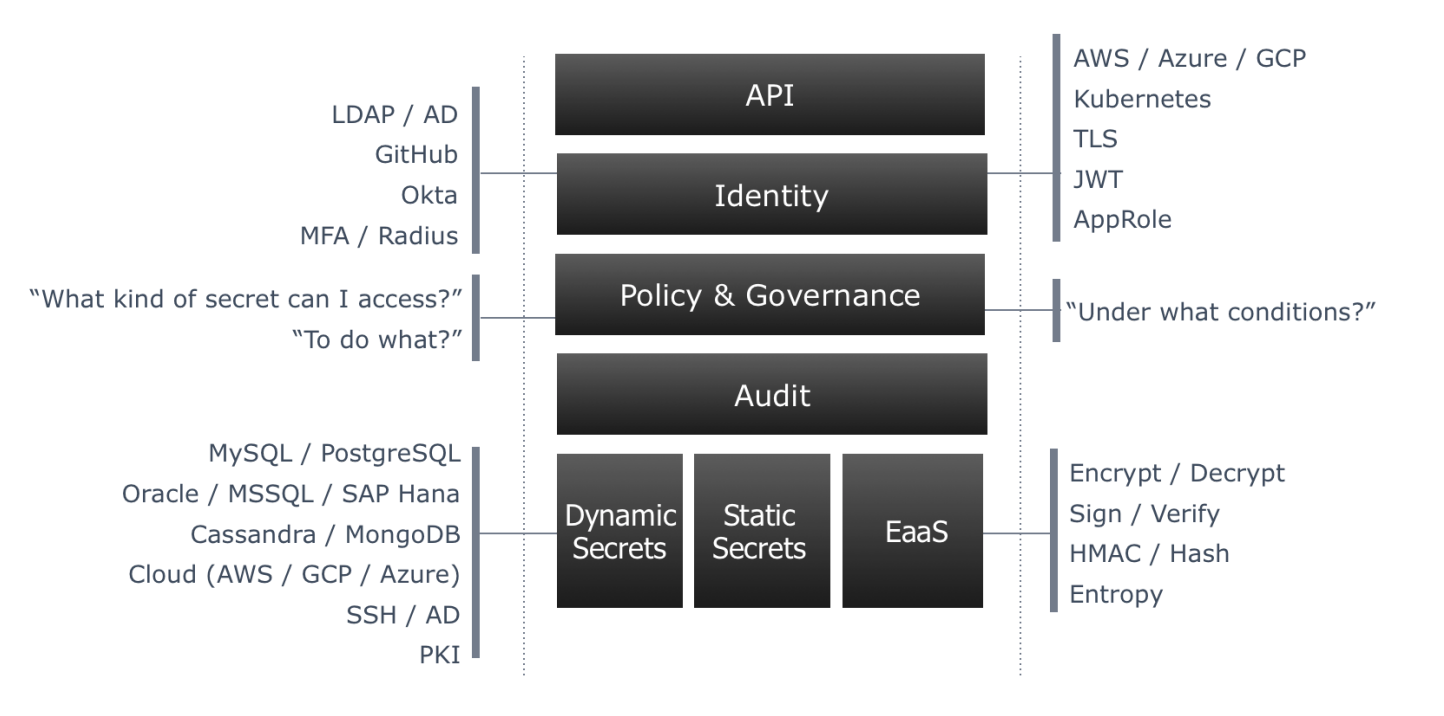 API
LDAP / AD
GitHub
Okta
MFA / Radius
Identity
AWS / Azure / GCP
Kubernetes
TLS
JWT
AppRole
“What kind of secret can I access?”
“To do what?”
Policy & Governance
“Under what conditions?”
Audit
MySQL / PostgreSQL
Oracle / MSSQL / SAP Hana
Cassandra / MongoDB
Cloud (AWS / GCP / Azure)
SSH / AD
PKI
Dynamic
Secrets
Static
Secrets
EaaS
Encrypt / Decrypt
Sign / Verify
HMAC / Hash
Entropy